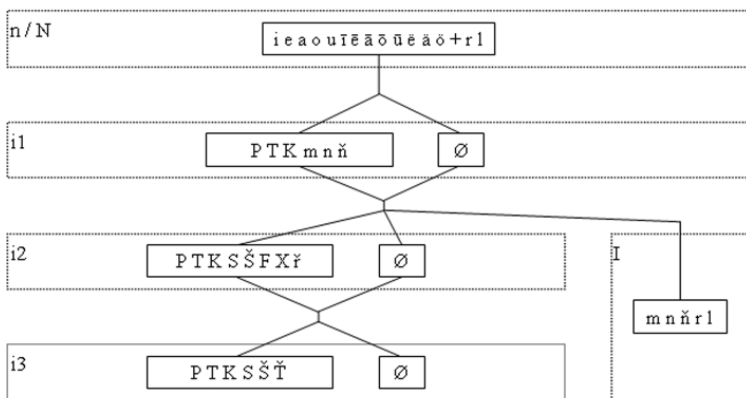 n / N
i e a o u ī ē ā ō ū ë ä ö + r l
i1
P T K m n ň
Ø
i2
P T K S Š F X ř
Ø
I
m n ň r l
i3
P T K S Š Ť
Ø